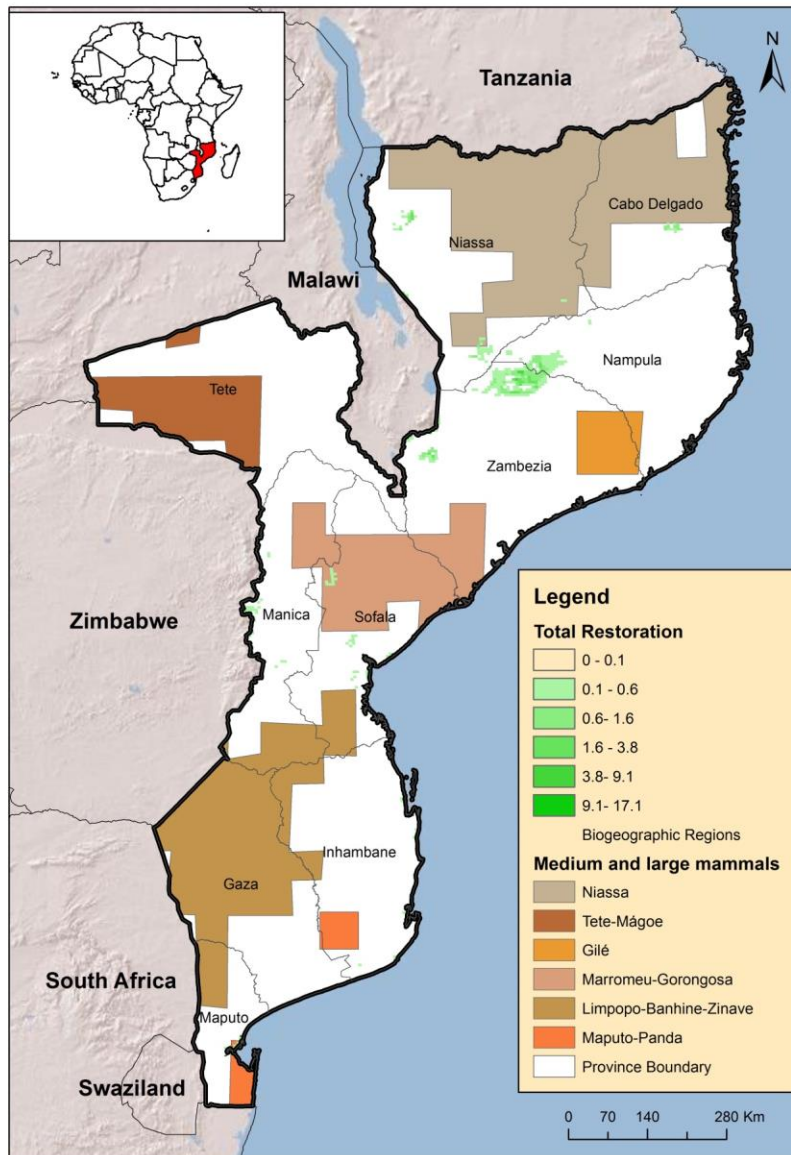 N
Tanzania
Cabo Delgado
Niassa
Malawi
Nampula
Tete
Zambezia
Zimbabwe
Manica
Sofala
Inhambane
Gaza
South Africa
Maputo
Swaziland
Legend
Total Restoration
0 - 0.1
0.1 - 0.6
0.6- 1.6
1.6 - 3.8
3.8- 9.1
9.1- 17.1
Biogeographic Regions
Medium and large mammals
Niassa
Tete-Mágoe
Gilé
Marromeu-Gorongosa
Limpopo-Banhine-Zinave
Maputo-Panda
Province Boundary
0 70 140 280 Km